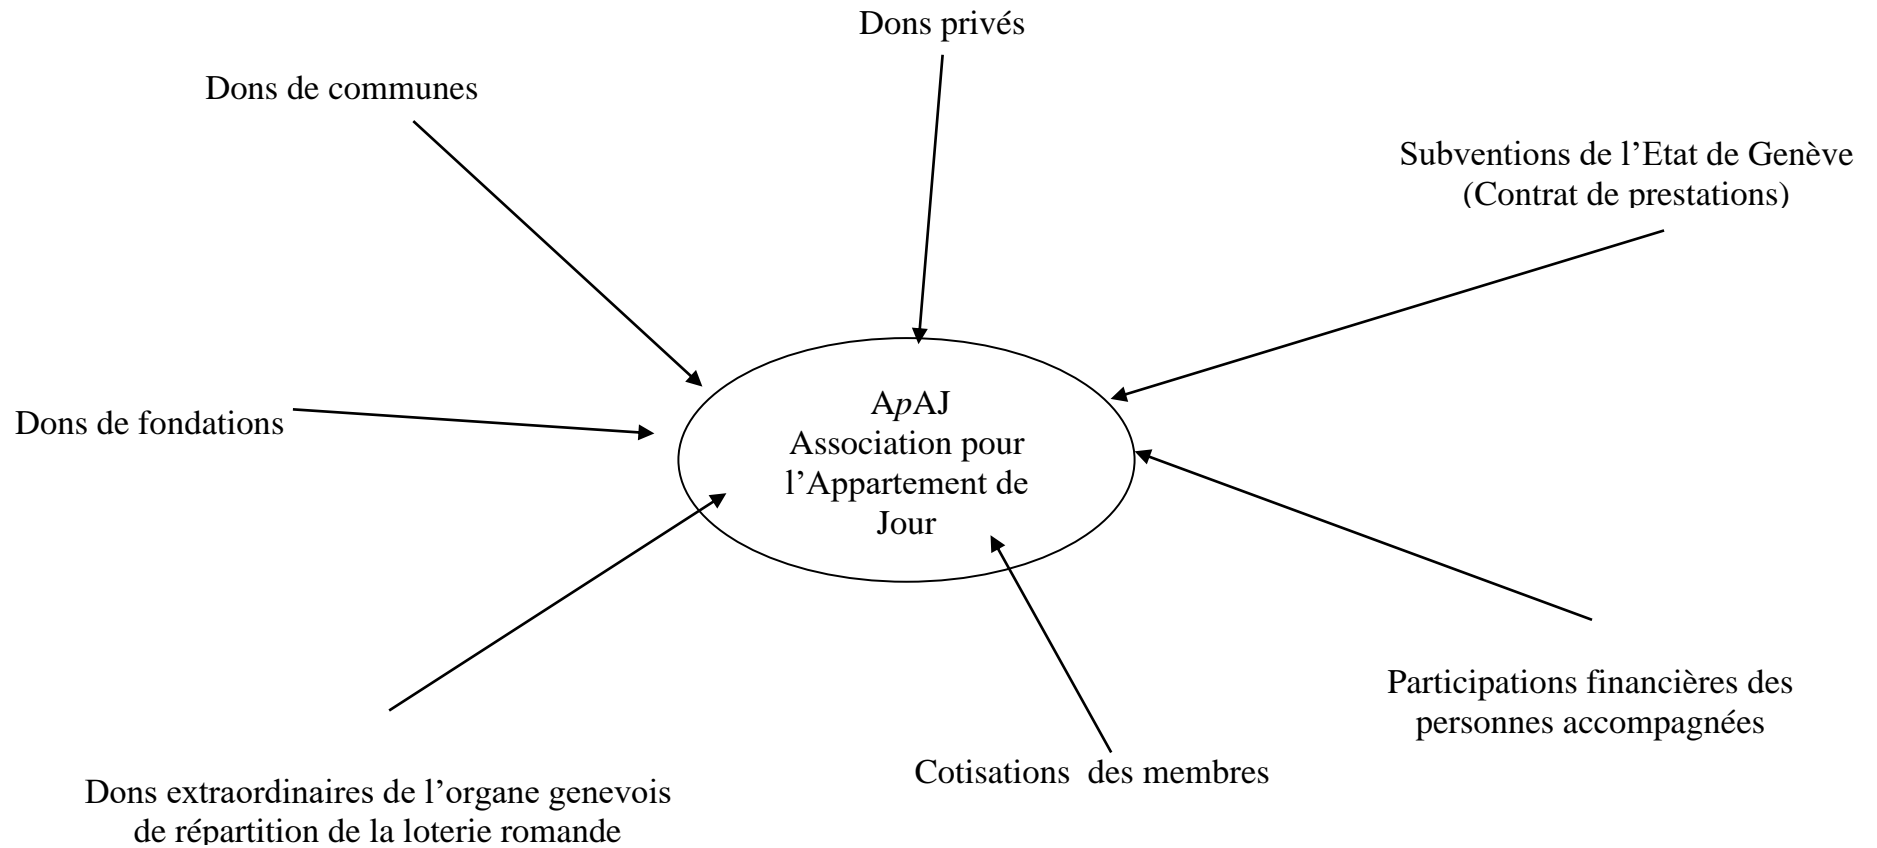 Dons privés
Dons de communes
Subventions de l’Etat de Genève
(Contrat de prestations)
ApAJ
Association pour
l’Appartement de
Jour
Dons de fondations
Participations financières des
personnes accompagnées
Cotisations  des membres
Dons extraordinaires de l’organe genevois
de répartition de la loterie romande